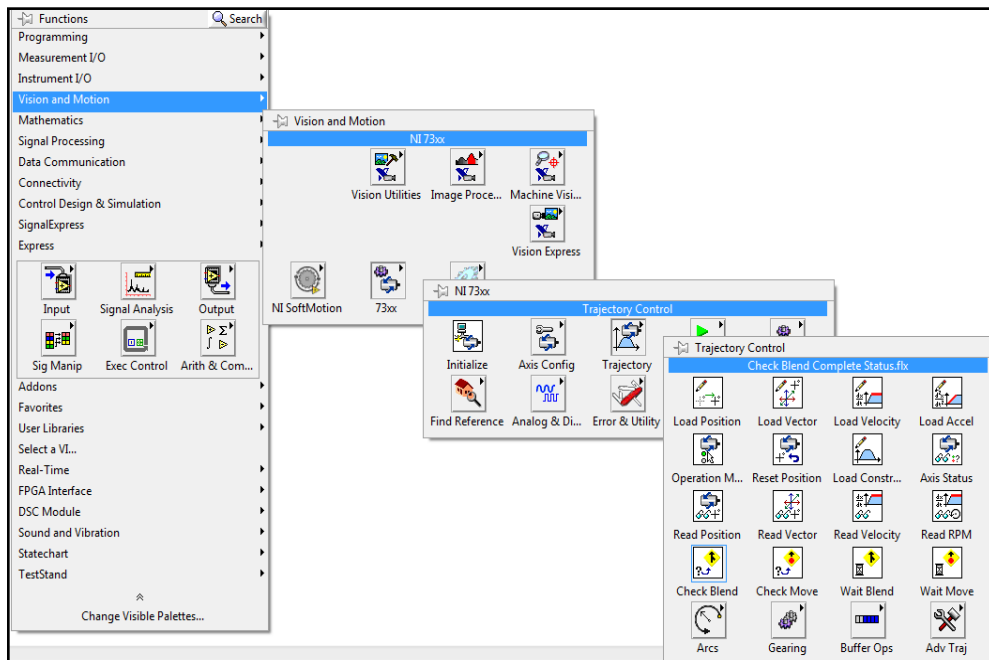 Functions
Search
Programming
Measurement I/O
Instrument I/O
Vision and Motion
Mathematics
Signal Processing
Data Communication
Connectivity
Control Design & Simulation
SignalExpress
Express
Input Signal Analysis Output
Sig Manip Exec Control Arith & Com...
Addons
Favorites
User Libraries
Select a VI...
Real-Time
FPGA Interface
DSC Module
Sound and Vibration
Statechart
TestStand
Change Visible Palettes...
Vision and Motion
NI 73xx
Vision Utilities Image Proce... Machine Visi...
Vision Express
NI SoftMotion 73xx
NI 73xx
Trajectory Control
Initialize Axis Config Trajectory
Find Reference Analog & Di... Error & Utility
Trajectory Control
Check Blend Complete Status.flx
Load Position Load Vector Load Velocity Load Accel
Operation M... Reset Position Load Constr... Axis Status
Read Position Read Vector Read Velocity Read RPM
Check Blend Check Move Wait Blend Wait Move
Arcs Gearing Buffer Ops Adv Traj